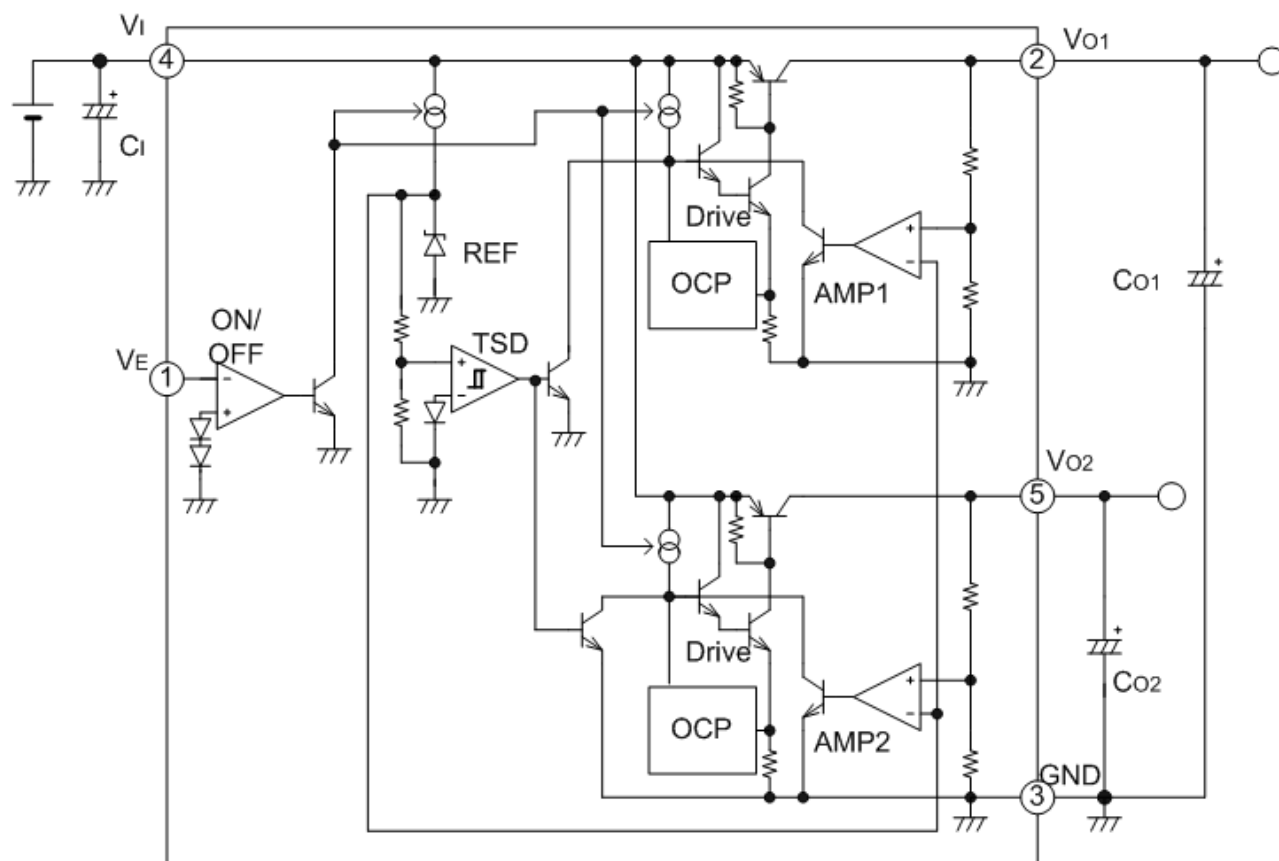 VI
4
2
VO1
+
CI
Drive
REF
OCP
+
-
AMP1
+
CO1
ON/
OFF
VE
1
-
+
TSD
+
-
VO2
5
Drive
OCP
+
-
AMP2
+
CO2
GND
3